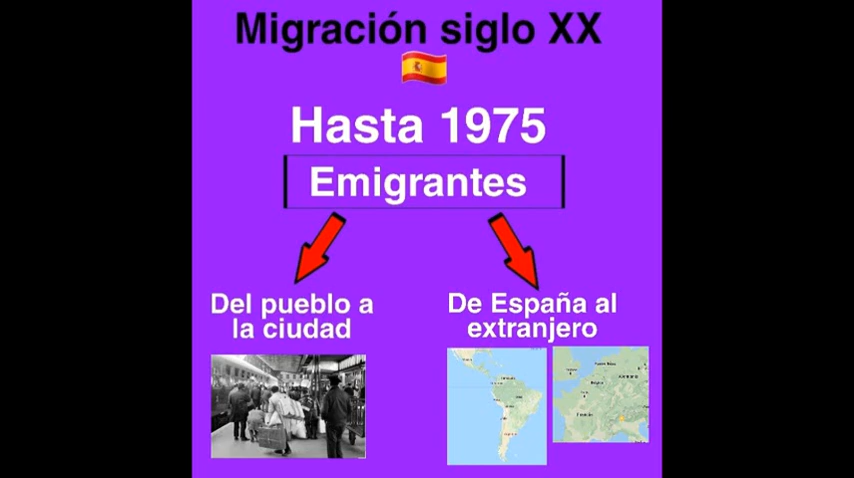 Migración siglo XX
Hasta 1975
Emigrantes
Del pueblo a
la ciudad
De España al
extranjero